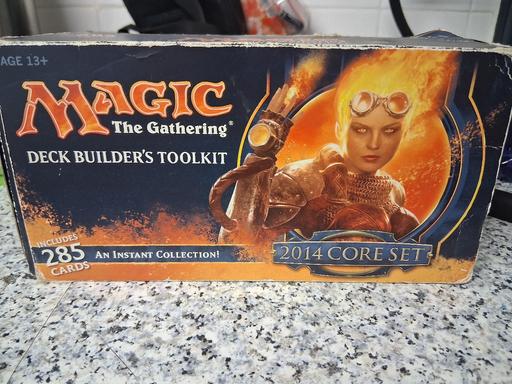 AGE 13+
MAGIC
The Gathering®
DECK BUILDER'S TOOLKIT
INCLUDES
285
CARDS
AN INSTANT COLLECTION!
2014 CORE SET